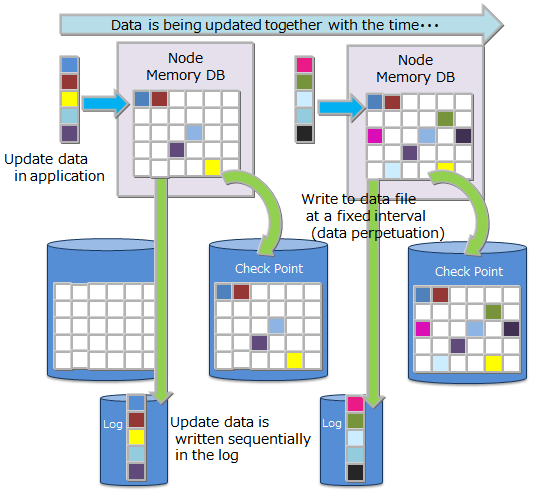 Data is being updated together with the time･･･
Node
Memory DB
Node
Memory DB
Update data
in application
Write to data file
at a fixed interval
(data perpetuation)
Check Point
Check Point
Log
Update data is
written sequentially
in the log
Log